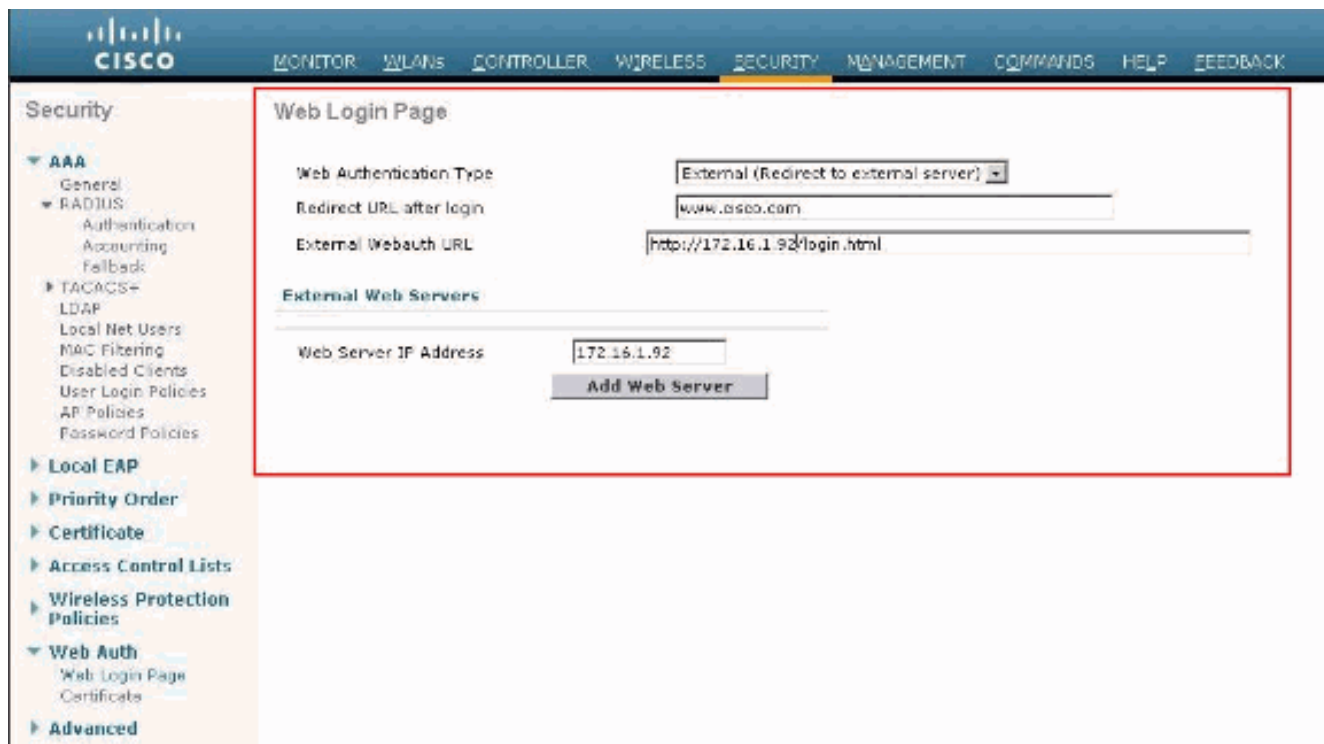 CISCO
MONITOR WLANs CONTROLLER WIRELESS SECURITY MANAGEMENT COMMANDS HELP FEEDBACK
Security
AAA
General
RADIUS
Authentication
Accounting
Fallback
TACACS+
LDAP
Local Net Users
MAC Filtering
Disabled Clients
User Login Policies
AP Policies
Password Policies
Local EAP
Priority Order
Certificate
Access Control Lists
Wireless Protection
Policies
Web Auth
Web Login Page
Certificate
Advanced
Web Login Page
Web Authentication Type External (Redirect to external server)
Redirect URL after login www.cisco.com
External Webauth URL http://172.16.1.92/login.html
External Web Servers
Web Server IP Address 172.16.1.92
Add Web Server